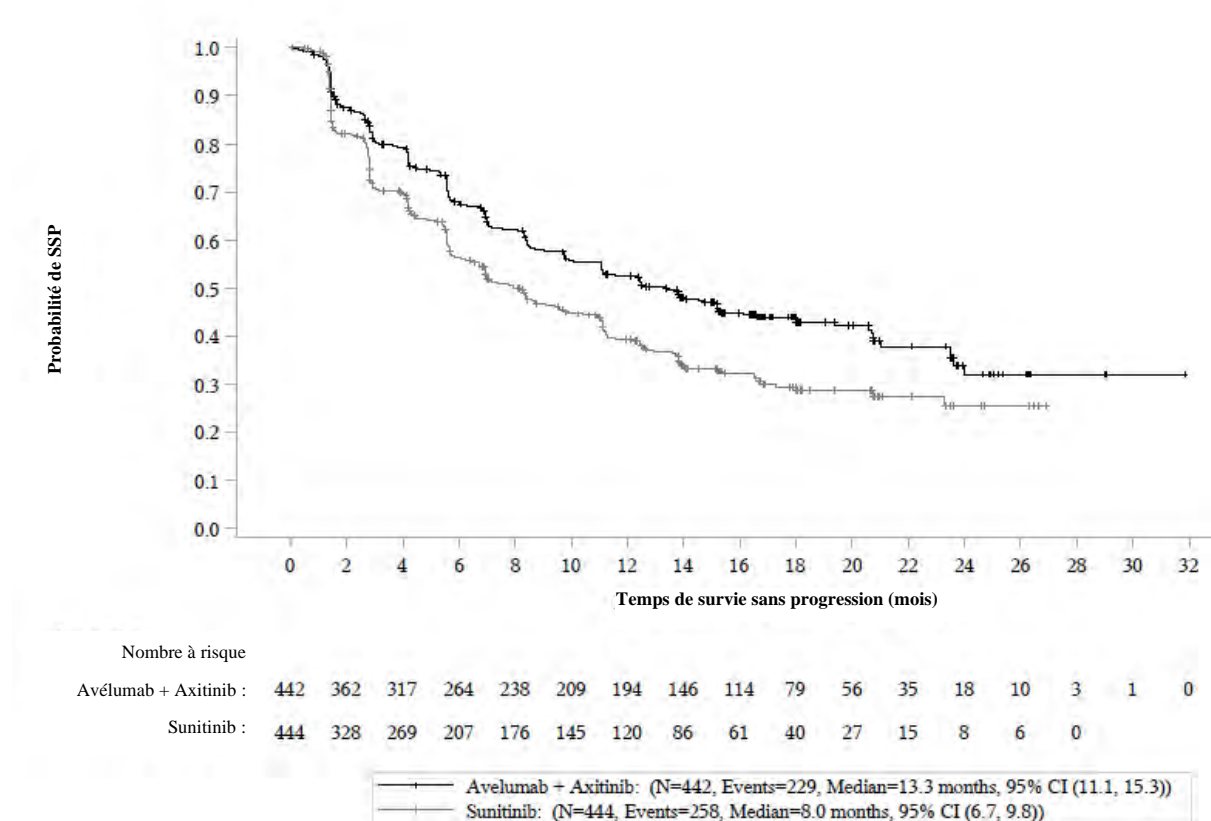 1.0
0.9
0.8
0.7
0.6
0.5
0.4
0.3
0.2
0.1
0.0
Probabilité de SSP
0 2 4 6 8 10 12 14 16 18 20 22 24 26 28 30 32
Temps de survie sans progression (mois)
Nombre à risque
Avélumab + Axitinib : 442 362 317 264 238 209 194 146 114 79 56 35 18 10 3 1 0
Sunitinib : 444 328 269 207 176 145 120 86 61 40 27 15 8 6 0
Avelumab + Axitinib: (N=442, Events=229, Median=13.3 months, 95% CI (11.1, 15.3))
Sunitinib: (N=444, Events=258, Median=8.0 months, 95% CI (6.7, 9.8))